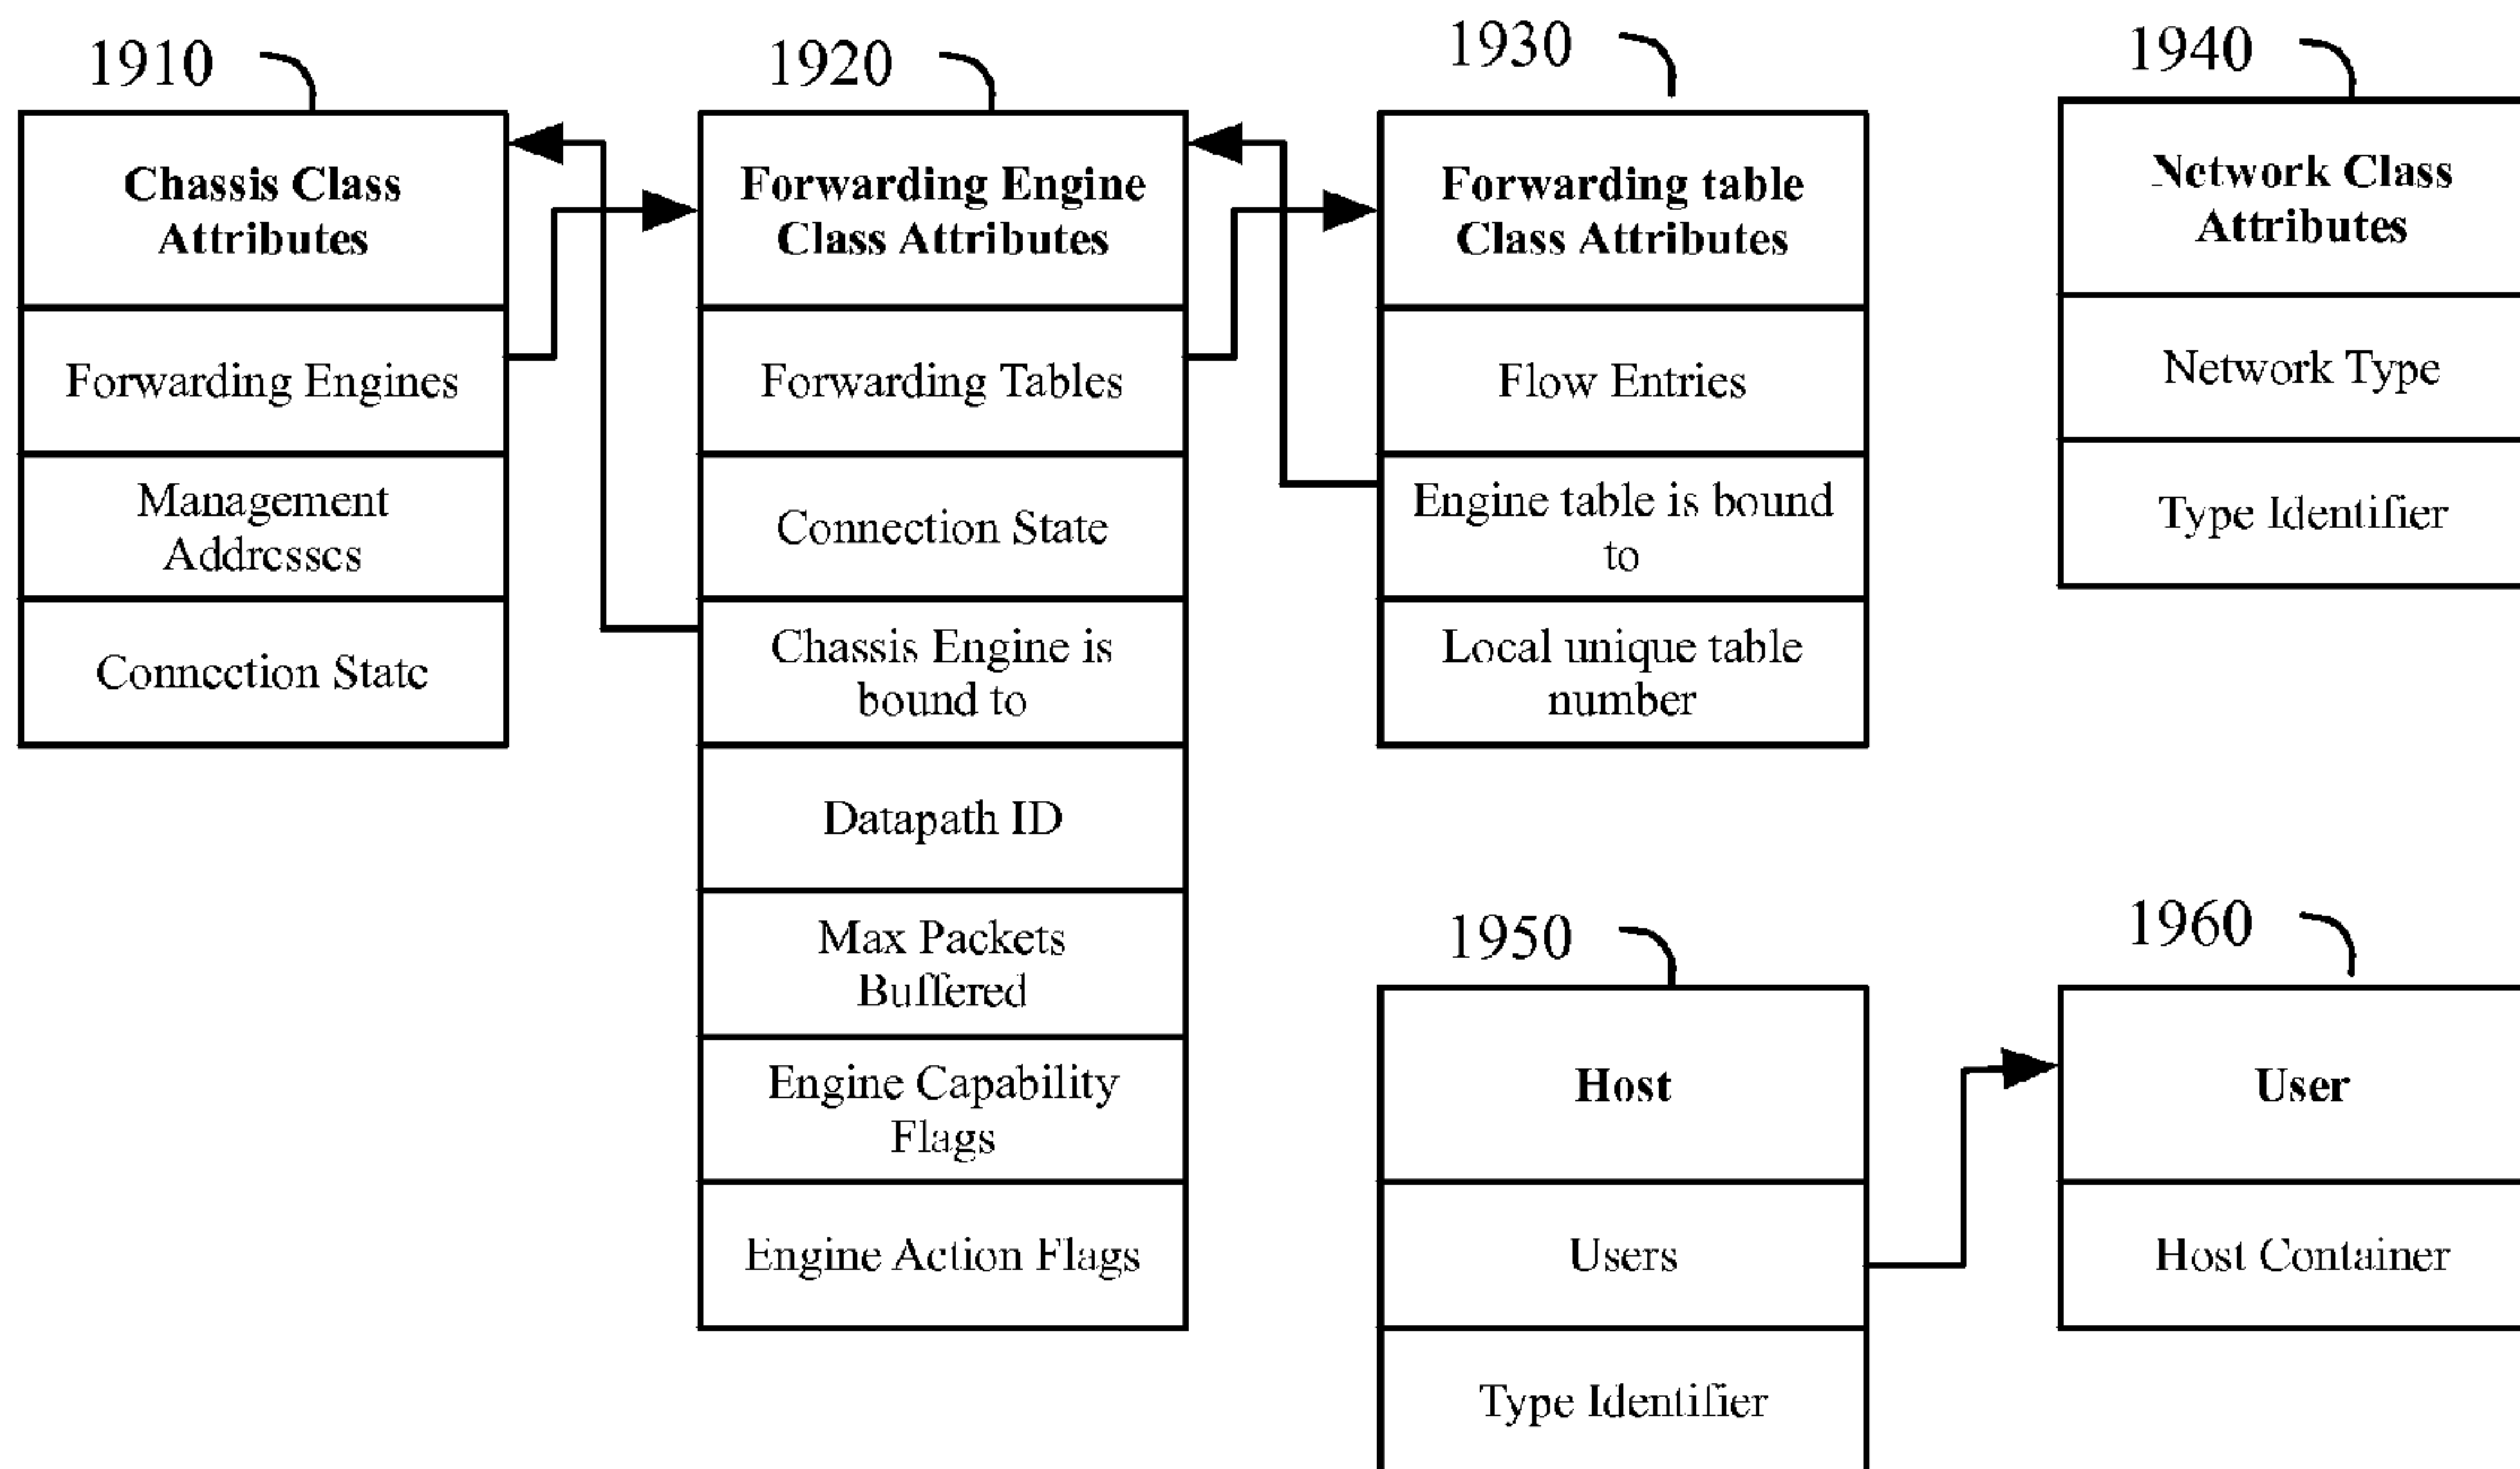 1910
Chassis Class
Attributes
Forwarding Engines
Management
Addresses
Connection State
1920
Forwarding Engine
Class Attributes
Forwarding Tables
Connection State
Chassis Engine is
bound to
Datapath ID
Max Packets
Buffered
Engine Capability
Flags
Engine Action Flags
1930
Forwarding table
Class Attributes
Flow Entries
Engine table is bound
to
Local unique table
number
1940
Network Class
Attributes
Network Type
Type Identifier
1950
Host
Users
Type Identifier
1960
User
Host Container